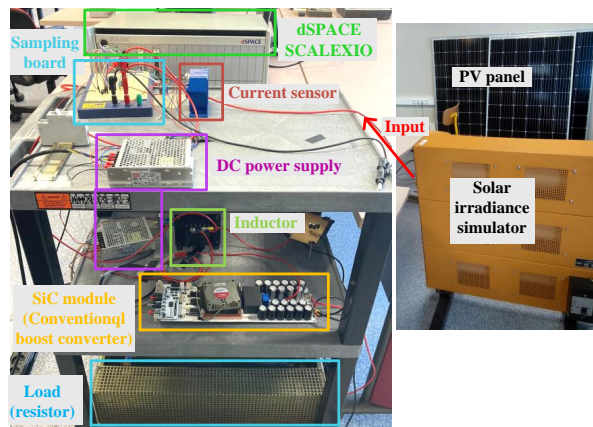 dSPACE
SCALEXIO
dSPACE
Sampling
board
Current sensor
PV panel
Input
DC power supply
Solar
irradiance
simulator
Inductor
SiC module
(Conventionql
boost converter)
Load
(resistor)